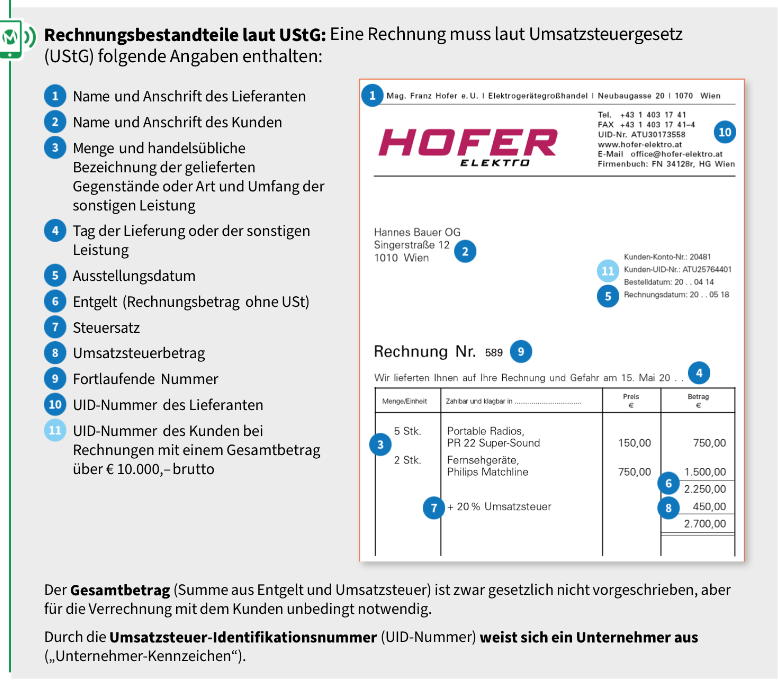 Rechnungsbestandteile laut UStG: Eine Rechnung muss laut Umsatzsteuergesetz
(UStG) folgende Angaben enthalten:
1 Name und Anschrift des Lieferanten
2 Name und Anschrift des Kunden
3 Menge und handelsübliche
Bezeichnung der gelieferten
Gegenstände oder Art und Umfang der
sonstigen Leistung
4 Tag der Lieferung oder der sonstigen
Leistung
5 Ausstellungsdatum
6 Entgelt (Rechnungsbetrag ohne USt)
7 Steuersatz
8 Umsatzsteuerbetrag
9 Fortlaufende Nummer
10 UID-Nummer des Lieferanten
11 UID-Nummer des Kunden bei
Rechnungen mit einem Gesamtbetrag
über € 10.000,– brutto
1 Mag. Franz Hofer e. U. I Elektrogerätegroßhandel I Neubaugasse 20 I 1070 Wien
HOFER
ELEKTRO
Tel. +43 1 403 17 41
FAX +43 1 403 17 41–4
UID-Nr. ATU30173558
www.hofer-elektro.at
E-Mail office@hofer-elektro.at
Firmenbuch: FN 34128r, HG Wien
10
Hannes Bauer OG
Singerstraße 12
1010 Wien
2
Kunden-Konto-Nr.: 20481
11 Kunden-UID-Nr.: ATU25764401
Bestelldatum: 20 . . 04 14
5 Rechnungsdatum: 20 . . 05 18
Rechnung Nr. 589 9
Wir lieferten Ihnen auf Ihre Rechnung und Gefahr am 15. Mai 20 . . 4
Menge/Einheit Zahlbar und klagbar in ................................. Preis € Betrag €
5 Stk. Portable Radios,
3 PR 22 Super-Sound 150,00 750,00
2 Stk. Fernsehgeräte,
Philips Matchline 750,00 1.500,00
6 2.250,00
7 + 20 % Umsatzsteuer 8 450,00
2.700,00
Der Gesamtbetrag (Summe aus Entgelt und Umsatzsteuer) ist zwar gesetzlich nicht vorgeschrieben, aber
für die Verrechnung mit dem Kunden unbedingt notwendig.
Durch die Umsatzsteuer-Identifikationsnummer (UID-Nummer) weist sich ein Unternehmer aus
(„Unternehmer-Kennzeichen“).